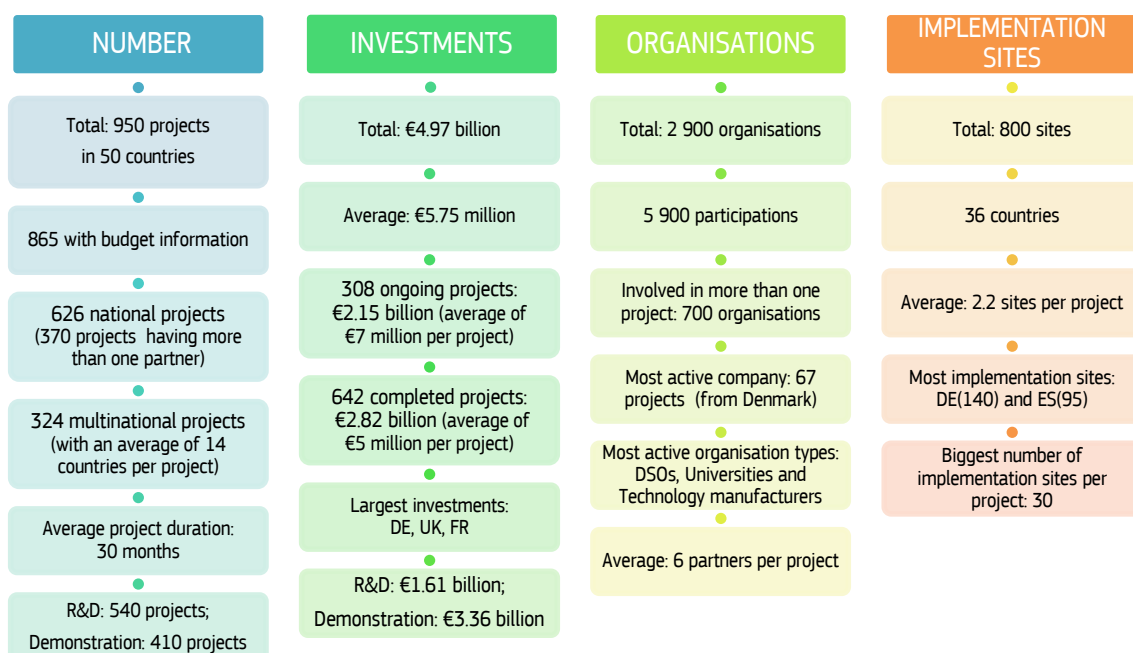 NUMBER
Total: 950 projects
in 50 countries
865 with budget information
626 national projects
(370 projects having more
than one partner)
324 multinational projects
(with an average of 14
countries per project)
Average project duration:
30 months
R&D: 540 projects;
Demonstration: 410 projects
INVESTMENTS
Total: €4.97 billion
Average: €5.75 million
308 ongoing projects:
€2.15 billion (average of
€7 million per project)
642 completed projects:
€2.82 billion (average of
€5 million per project)
Largest investments:
DE, UK, FR
R&D: €1.61 billion;
Demonstration: €3.36 billion
ORGANISATIONS
Total: 2 900 organisations
5 900 participations
Involved in more than one
project: 700 organisations
Most active company: 67
projects (from Denmark)
Most active organisation types:
DSOs, Universities and
Technology manufacturers
Average: 6 partners per project
IMPLEMENTATION
SITES
Total: 800 sites
36 countries
Average: 2.2 sites per project
Most implementation sites:
DE(140) and ES(95)
Biggest number of
implementation sites per
project: 30